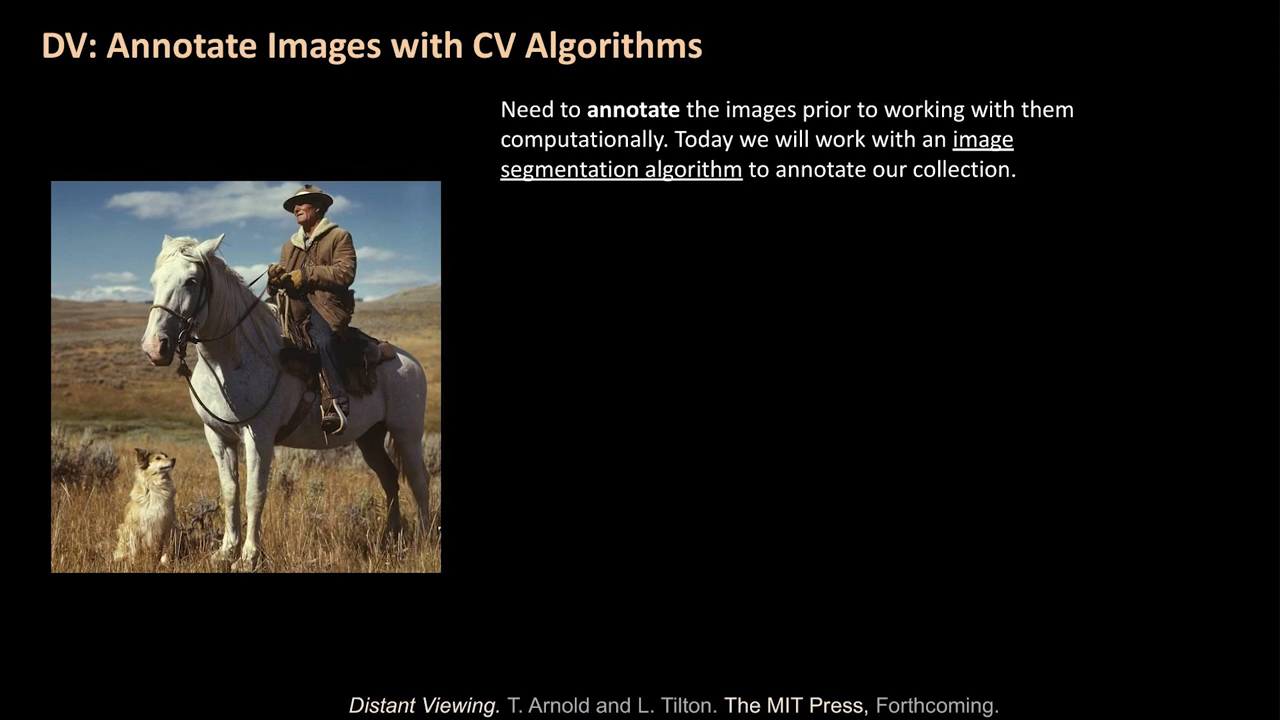 DV: Annotate Images with CV Algorithms
Need to annotate the images prior to working with them
computationally. Today we will work with an image
segmentation algorithm to annotate our collection.
Distant Viewing. T. Arnold and L. Tilton. The MIT Press, Forthcoming.